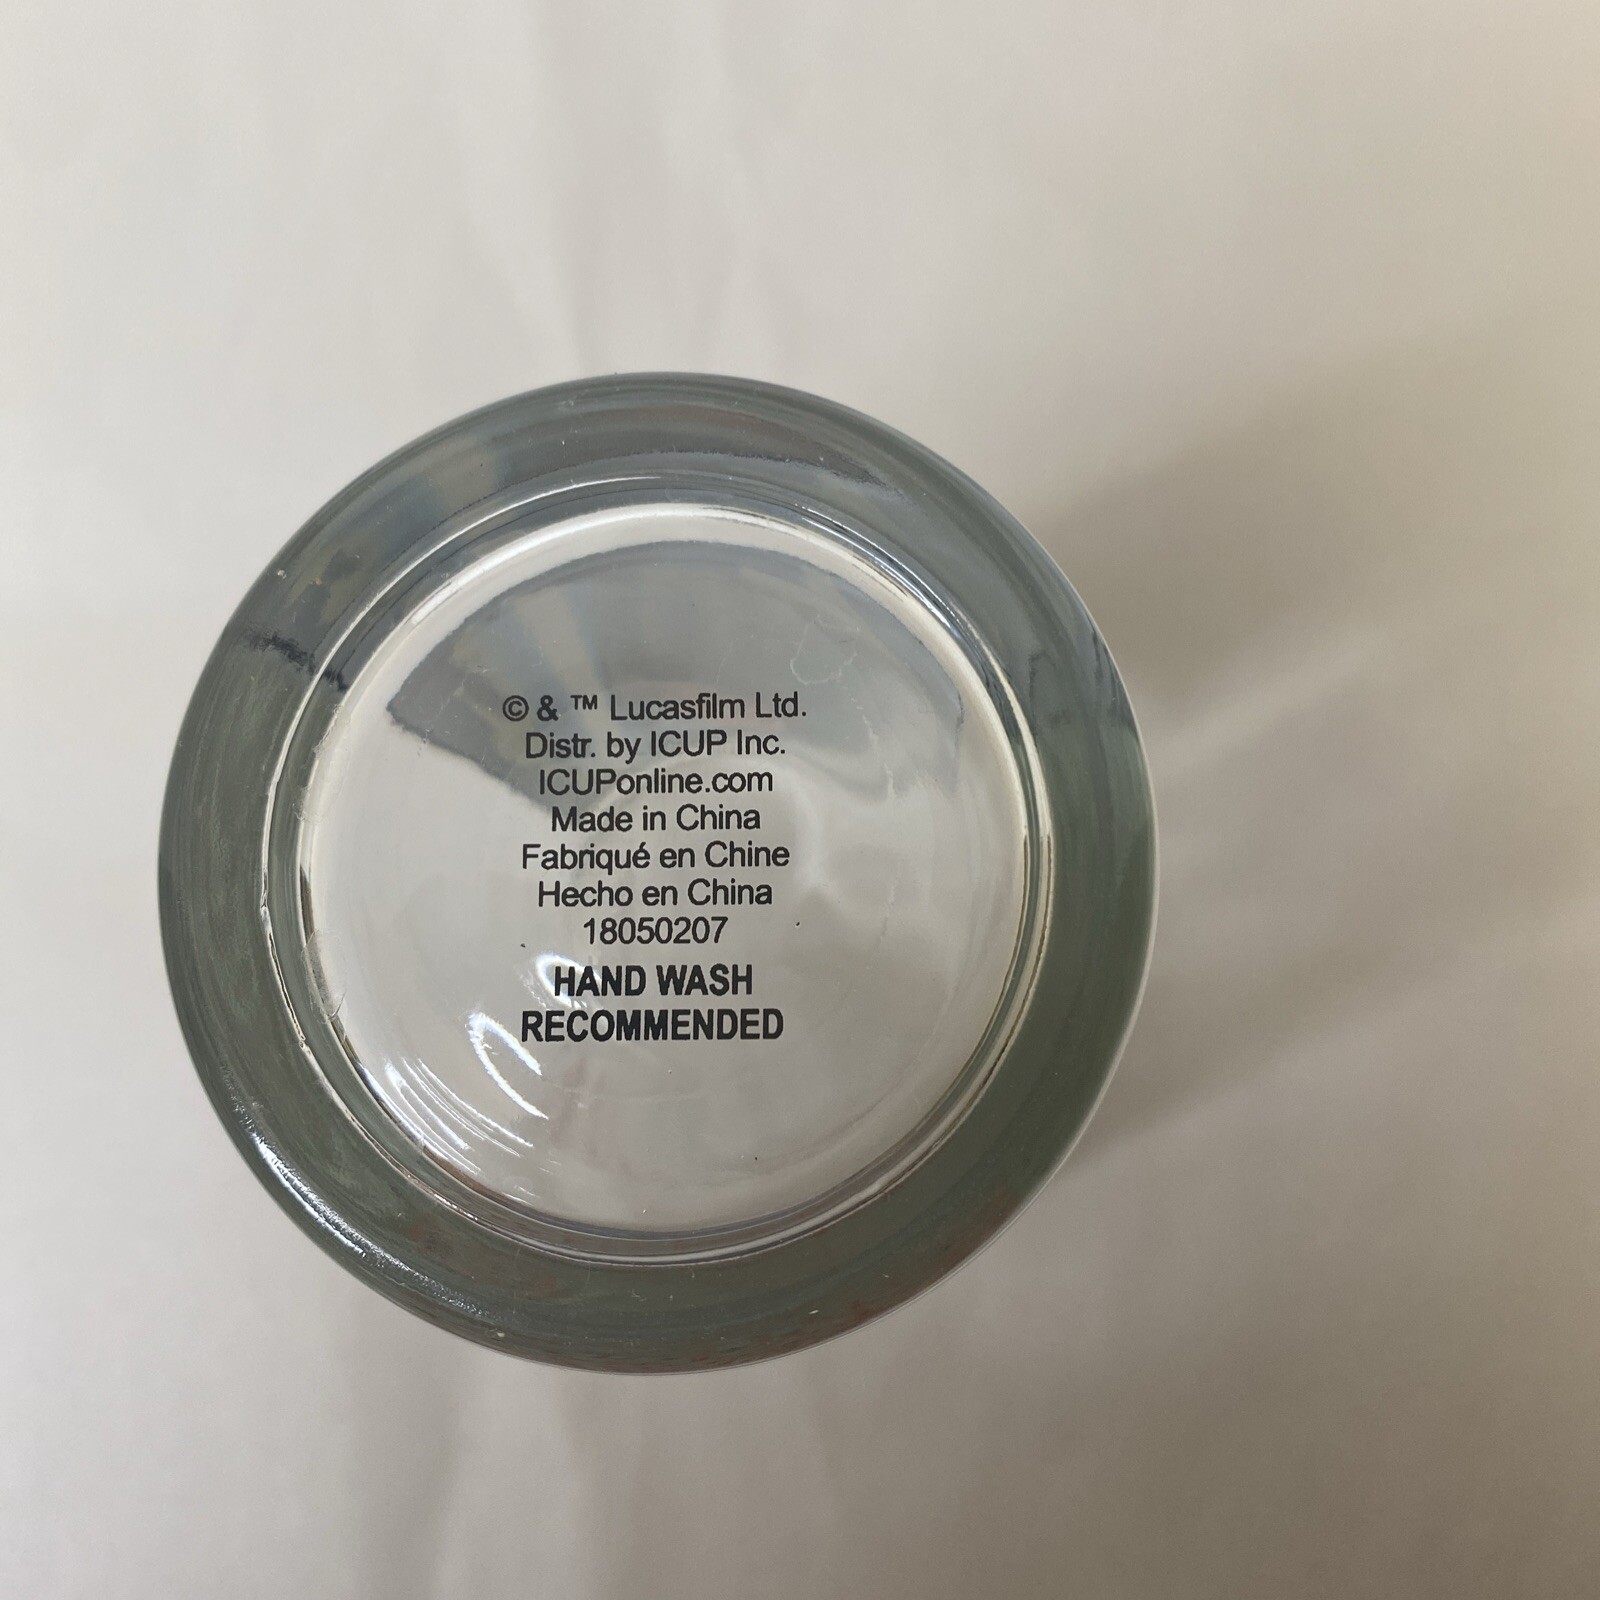 © & ™ Lucasfilm Ltd.
Distr. by ICUP Inc.
ICUPonline.com
Made in China
Fabriqué en Chine
Hecho en China
18050207
HAND WASH
RECOMMENDED